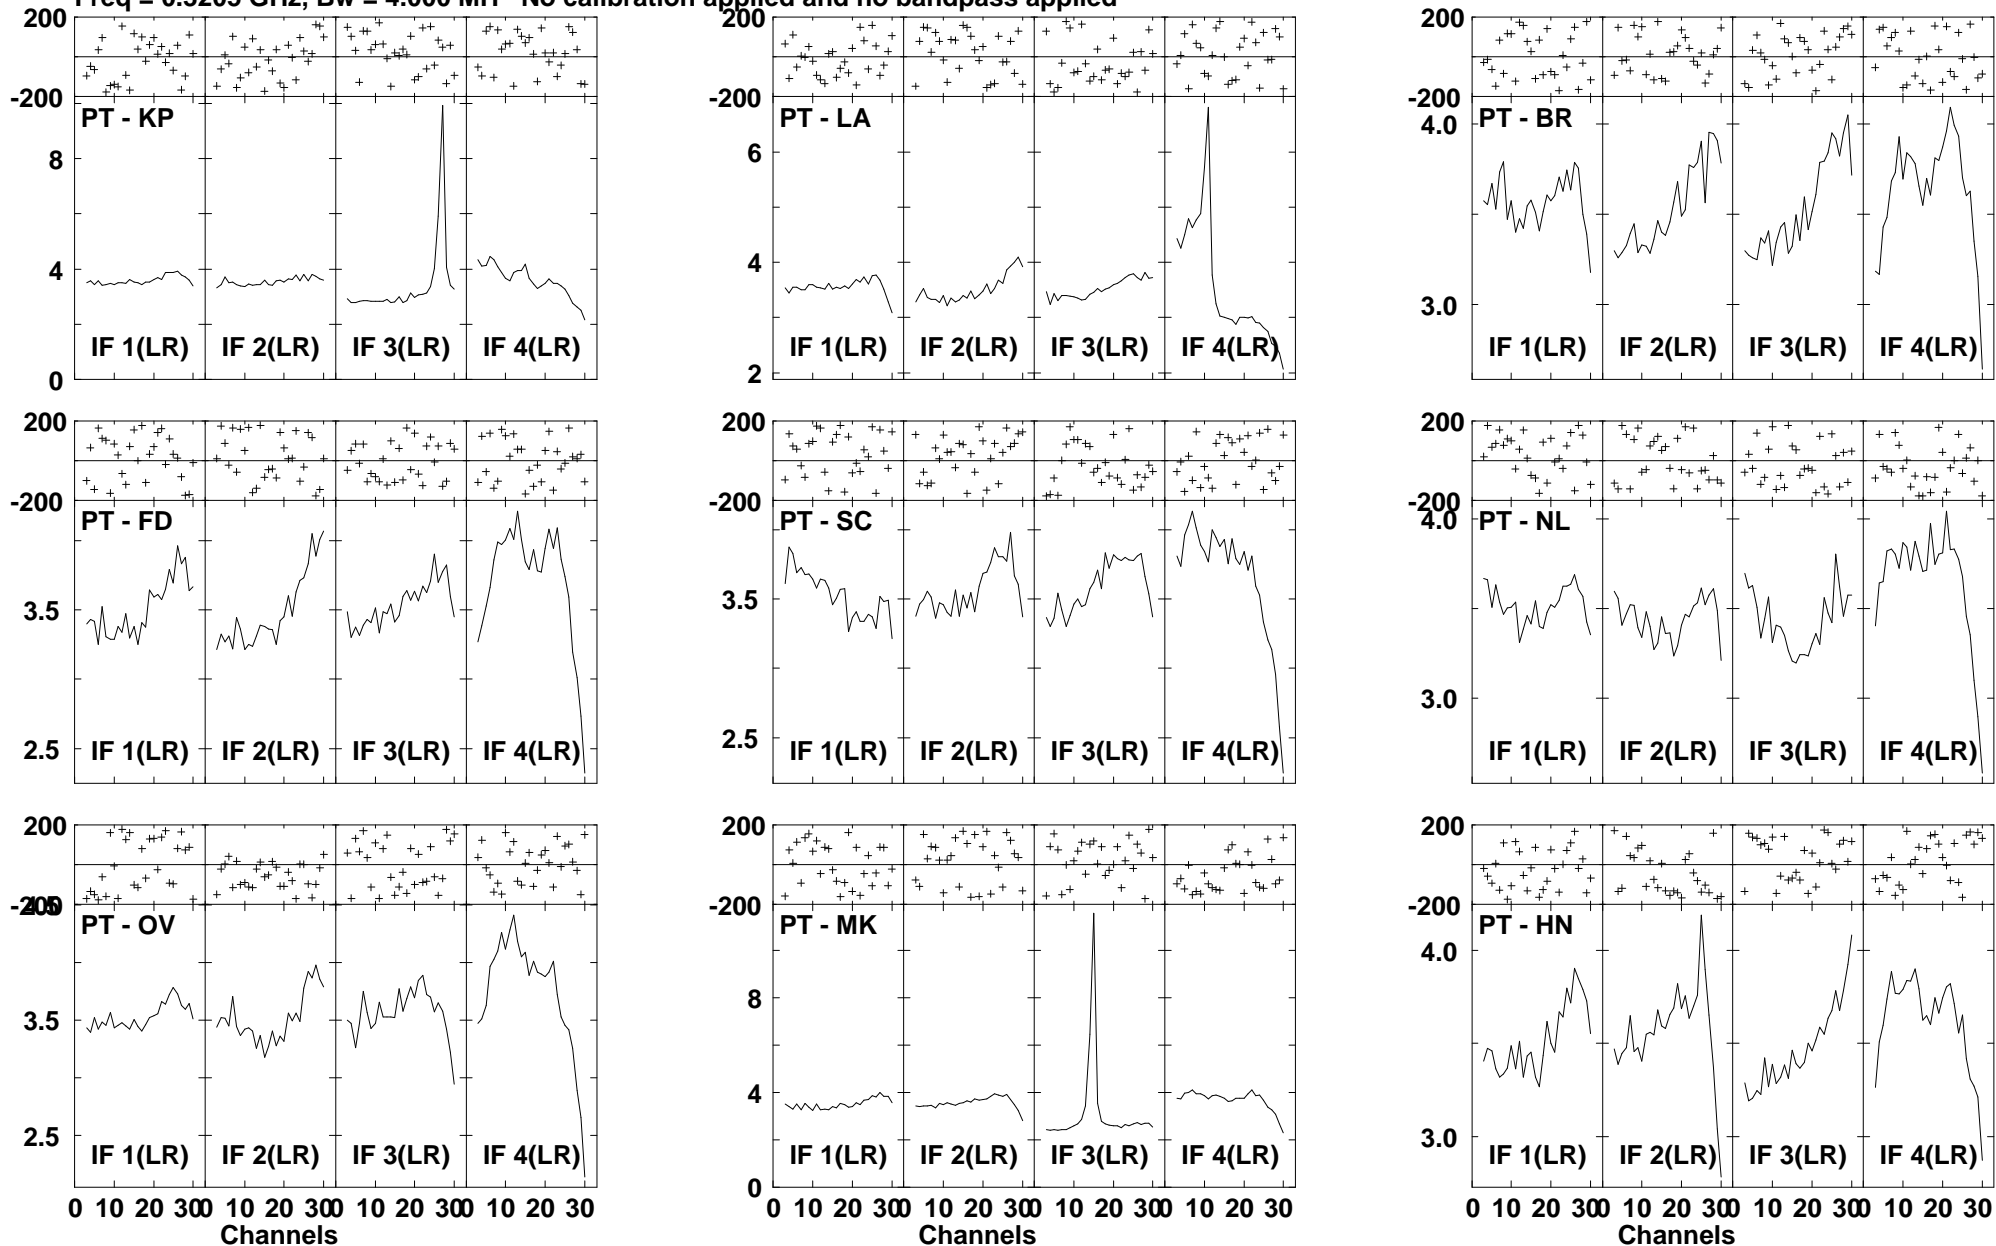 Freq = 6.5205 GHz, Bw = 4.000 MH No calibration applied and no bandpass applied
200 200 200
-200 -200 -200
PT - KP PT - LA PT - BR
8 6 4.0
4 4 3.0
0 2
IF 1(LR) IF 2(LR) IF 3(LR) IF 4(LR) IF 1(LR) IF 2(LR) IF 3(LR) IF 4(LR) IF 1(LR) IF 2(LR) IF 3(LR) IF 4(LR)
200 200 200
-200 -200 -200
PT - FD PT - SC PT - NL
3.5 3.5 4.0
2.5 2.5 3.0
IF 1(LR) IF 2(LR) IF 3(LR) IF 4(LR) IF 1(LR) IF 2(LR) IF 3(LR) IF 4(LR) IF 1(LR) IF 2(LR) IF 3(LR) IF 4(LR)
200 200 200
-200 -200 -200
4.5
PT - OV PT - MK PT - HN
3.5 8 4.0
2.5 4 3.0
0
IF 1(LR) IF 2(LR) IF 3(LR) IF 4(LR) IF 1(LR) IF 2(LR) IF 3(LR) IF 4(LR) IF 1(LR) IF 2(LR) IF 3(LR) IF 4(LR)
0 10 20 30 0 10 20 30 0 10 20 30 0 10 20 30 0 10 20 30 0 10 20 30 0 10 20 30 0 10 20 30 0 10 20 30 0 10 20 30 0 10 20 30 0 10 20 30
Channels Channels Channels